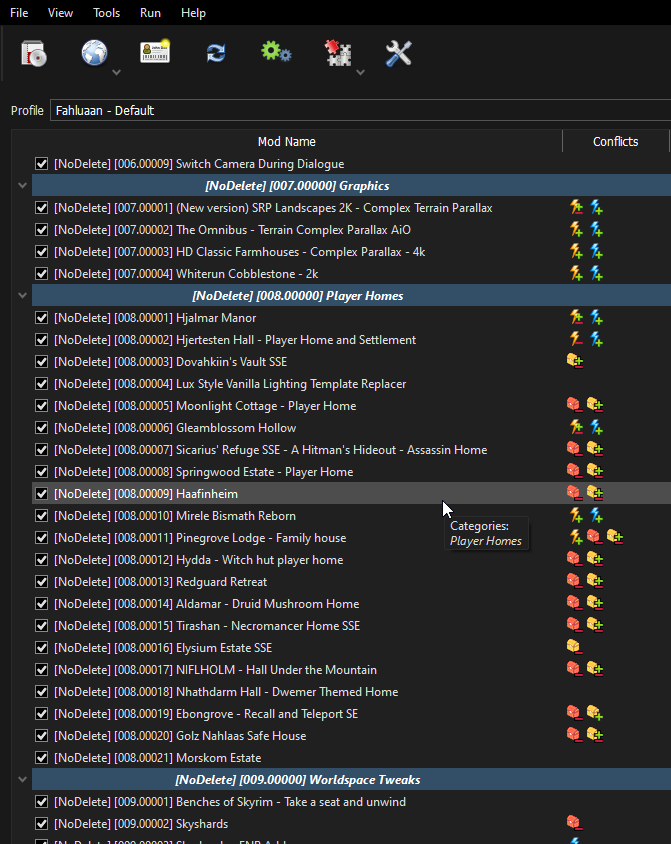 File View Tools Run Help
Profile Fahluaan - Default
Mod Name Conflicts
[NoDelete] [006.00009] Switch Camera During Dialogue
[NoDelete] [007.00000] Graphics
[NoDelete] [007.00001] (New version) SRP Landscapes 2K - Complex Terrain Parallax
[NoDelete] [007.00002] The Omnibus - Terrain Complex Parallax AiO
[NoDelete] [007.00003] HD Classic Farmhouses - Complex Parallax - 4k
[NoDelete] [007.00004] Whiterun Cobblestone - 2k
[NoDelete] [008.00000] Player Homes
[NoDelete] [008.00001] Hjalmar Manor
[NoDelete] [008.00002] Hjertesten Hall - Player Home and Settlement
[NoDelete] [008.00003] Dovahkiin's Vault SSE
[NoDelete] [008.00004] Lux Style Vanilla Lighting Template Replacer
[NoDelete] [008.00005] Moonlight Cottage - Player Home
[NoDelete] [008.00006] Gleamblossom Hollow
[NoDelete] [008.00007] Sicarius' Refuge SSE - A Hitman's Hideout - Assassin Home
[NoDelete] [008.00008] Springwood Estate - Player Home
[NoDelete] [008.00009] Haafinheim
[NoDelete] [008.00010] Mirele Bismath Reborn
Categories:
Player Homes
[NoDelete] [008.00011] Pinegrove Lodge - Family house
[NoDelete] [008.00012] Hydda - Witch hut player home
[NoDelete] [008.00013] Redguard Retreat
[NoDelete] [008.00014] Aldamar - Druid Mushroom Home
[NoDelete] [008.00015] Tirashan - Necromancer Home SSE
[NoDelete] [008.00016] Elysium Estate SSE
[NoDelete] [008.00017] NIFLHOLM - Hall Under the Mountain
[NoDelete] [008.00018] Nhathdarm Hall - Dwemer Themed Home
[NoDelete] [008.00019] Ebongrove - Recall and Teleport SE
[NoDelete] [008.00020] Golz Nahlaas Safe House
[NoDelete] [008.00021] Morskom Estate
[NoDelete] [009.00000] Worldspace Tweaks
[NoDelete] [009.00001] Benches of Skyrim - Take a seat and unwind
[NoDelete] [009.00002] Skyshards